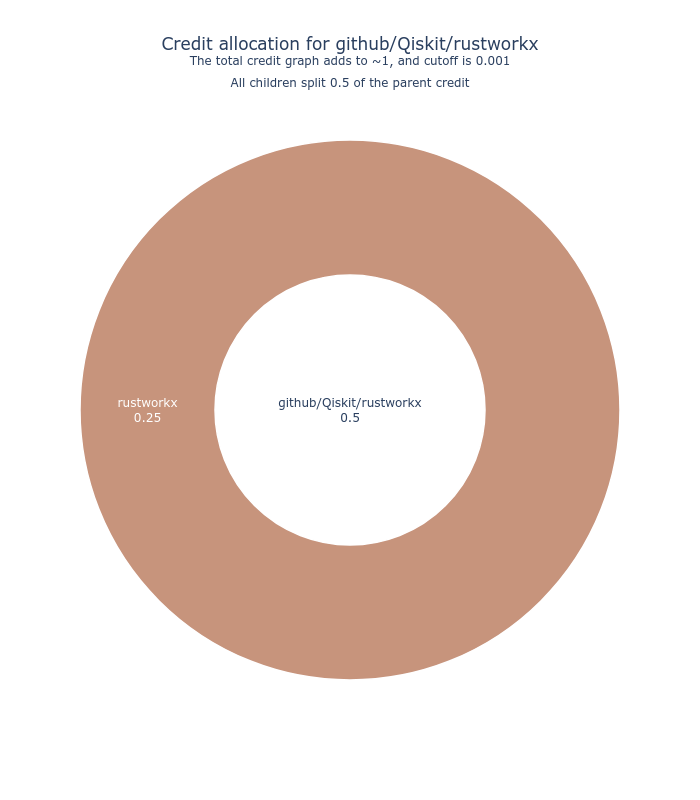 Credit allocation for github/Qiskit/rustworkx
The total credit graph adds to ~1, and cutoff is 0.001
All children split 0.5 of the parent credit
rustworkx
0.25
github/Qiskit/rustworkx
0.5